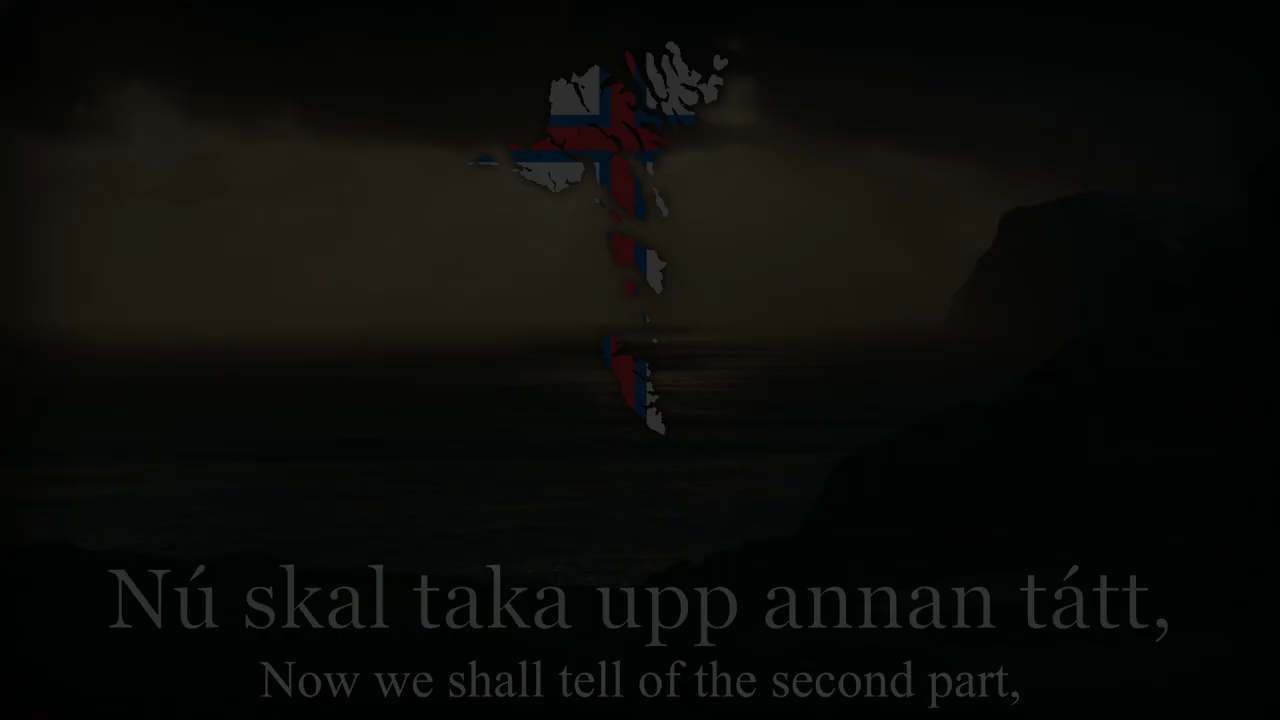 Nú skal taka upp annan tátt,
Now we shall tell of the second part,